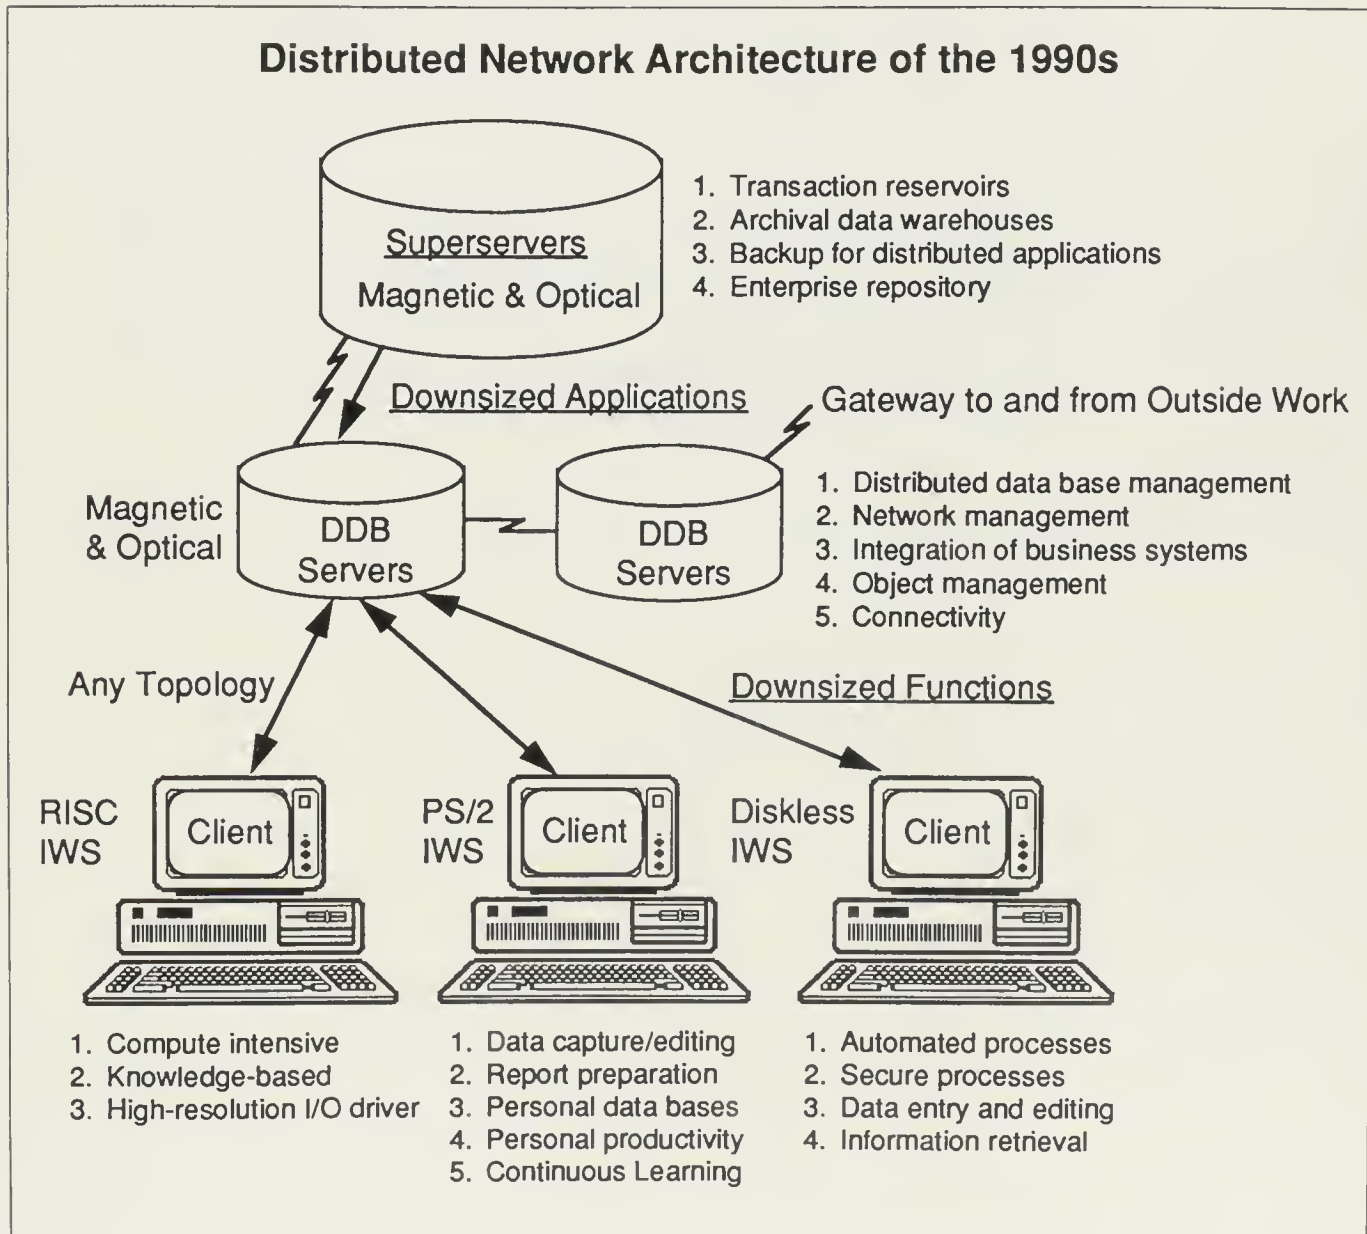 Distributed Network Architecture of the 1990s
Superservers
Magnetic & Optical
1. Transaction reservoirs
2. Archival data warehouses
3. Backup for distributed applications
4. Enterprise repository
Downsized Applications
Gateway to and from Outside Work
Magnetic
& Optical
DDB
Servers
DDB
Servers
1. Distributed data base management
2. Network management
3. Integration of business systems
4. Object management
5. Connectivity
Any Topology
Downsized Functions
RISC
IWS
Client
PS/2
IWS
Client
Diskless
IWS
Client
1. Compute intensive
2. Knowledge-based
3. High-resolution I/O driver
1. Data capture/editing
2. Report preparation
3. Personal data bases
4. Personal productivity
5. Continuous Learning
1. Automated processes
2. Secure processes
3. Data entry and editing
4. Information retrieval